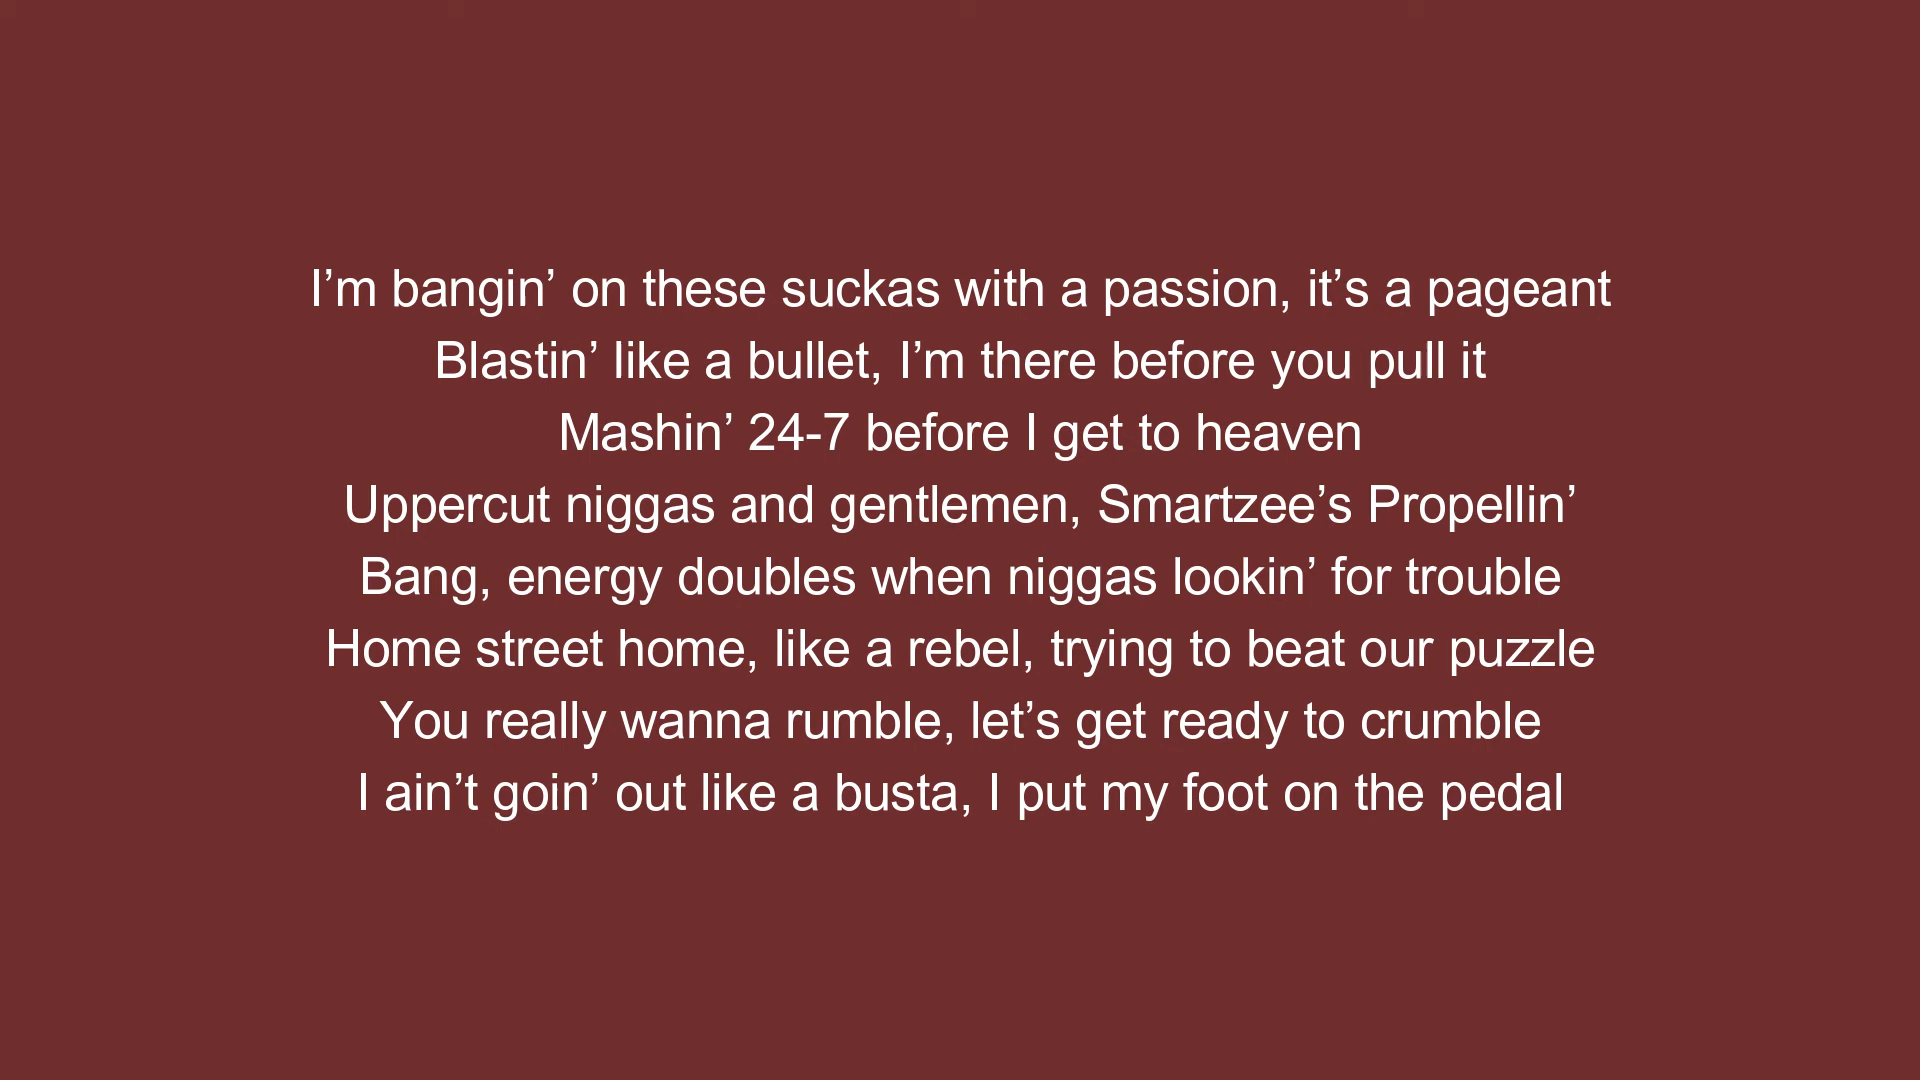 I’m bangin’ on these suckas with a passion, it’s a pageant
Blastin’ like a bullet, I’m there before you pull it
Mashin’ 24-7 before I get to heaven
Uppercut niggas and gentlemen, Smartzee’s Propellin’
Bang, energy doubles when niggas lookin’ for trouble
Home street home, like a rebel, trying to beat our puzzle
You really wanna rumble, let’s get ready to crumble
I ain’t goin’ out like a busta, I put my foot on the pedal